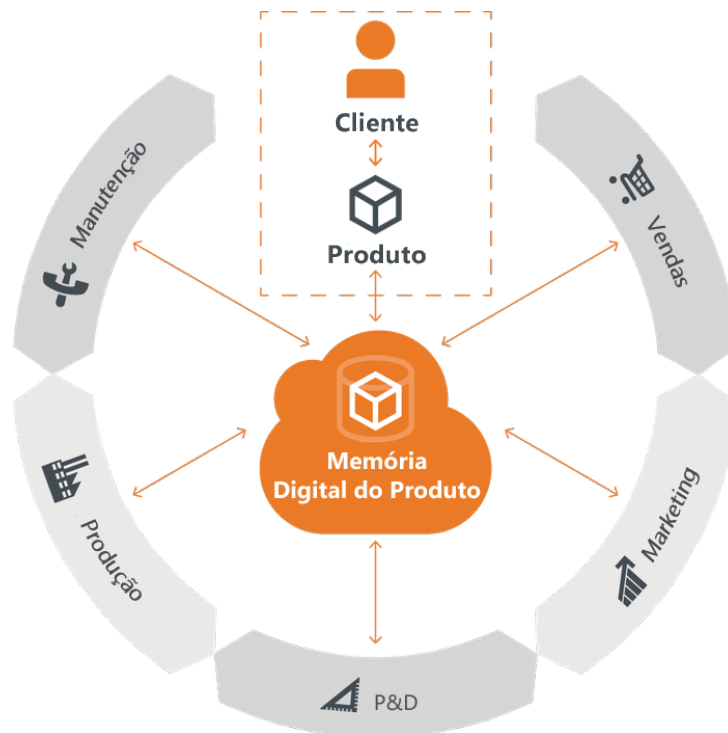 Cliente
Produto
Manutenção
Vendas
Memória
Digital do Produto
Produção
Marketing
P&D